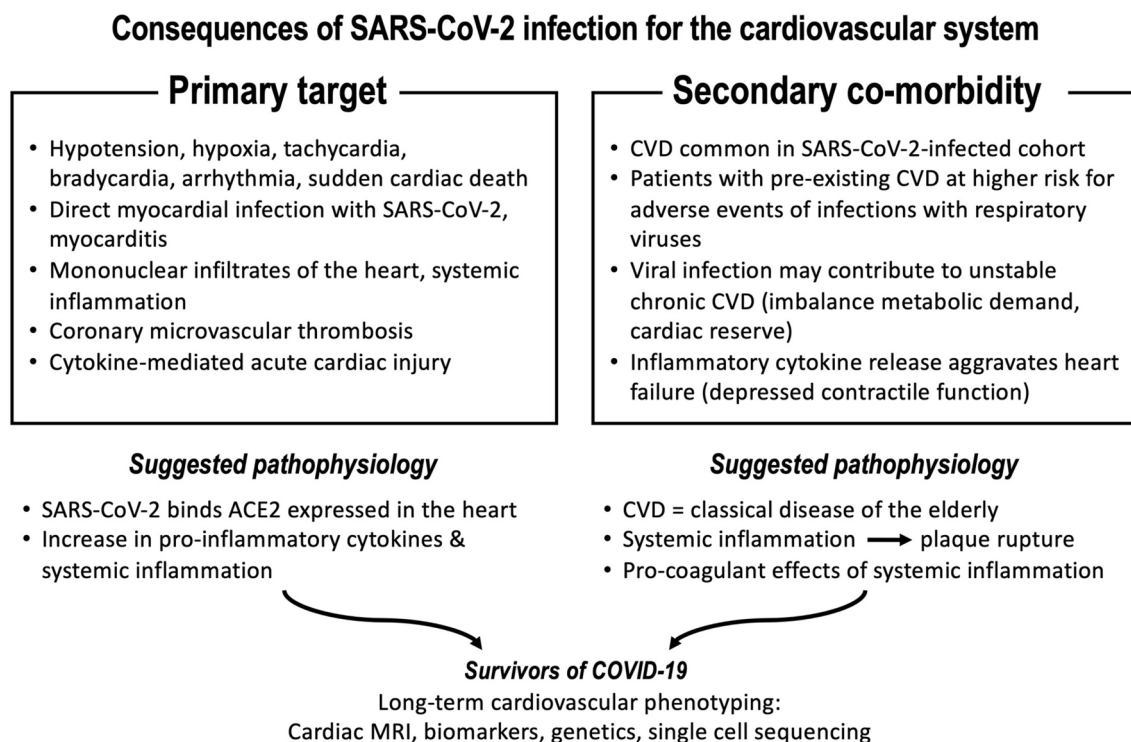 Consequences of SARS-CoV-2 infection for the cardiovascular system
Primary target
• Hypotension, hypoxia, tachycardia,
bradycardia, arrhythmia, sudden cardiac death
• Direct myocardial infection with SARS-CoV-2,
myocarditis
• Mononuclear infiltrates of the heart, systemic
inflammation
• Coronary microvascular thrombosis
• Cytokine-mediated acute cardiac injury
Suggested pathophysiology
• SARS-CoV-2 binds ACE2 expressed in the heart
• Increase in pro-inflammatory cytokines &
systemic inflammation
Secondary co-morbidity
• CVD common in SARS-CoV-2-infected cohort
• Patients with pre-existing CVD at higher risk for
adverse events of infections with respiratory
viruses
• Viral infection may contribute to unstable
chronic CVD (imbalance metabolic demand,
cardiac reserve)
• Inflammatory cytokine release aggravates heart
failure (depressed contractile function)
Suggested pathophysiology
• CVD = classical disease of the elderly
• Systemic inflammation → plaque rupture
• Pro-coagulant effects of systemic inflammation
Survivors of COVID-19
Long-term cardiovascular phenotyping:
Cardiac MRI, biomarkers, genetics, single cell sequencing